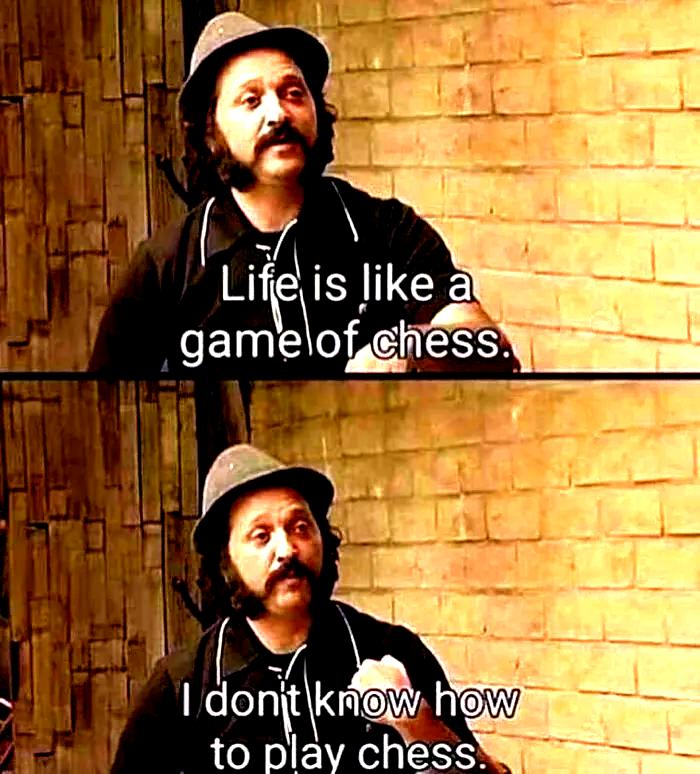 Life is like a
game of chess.
I don't know how
to play chess.